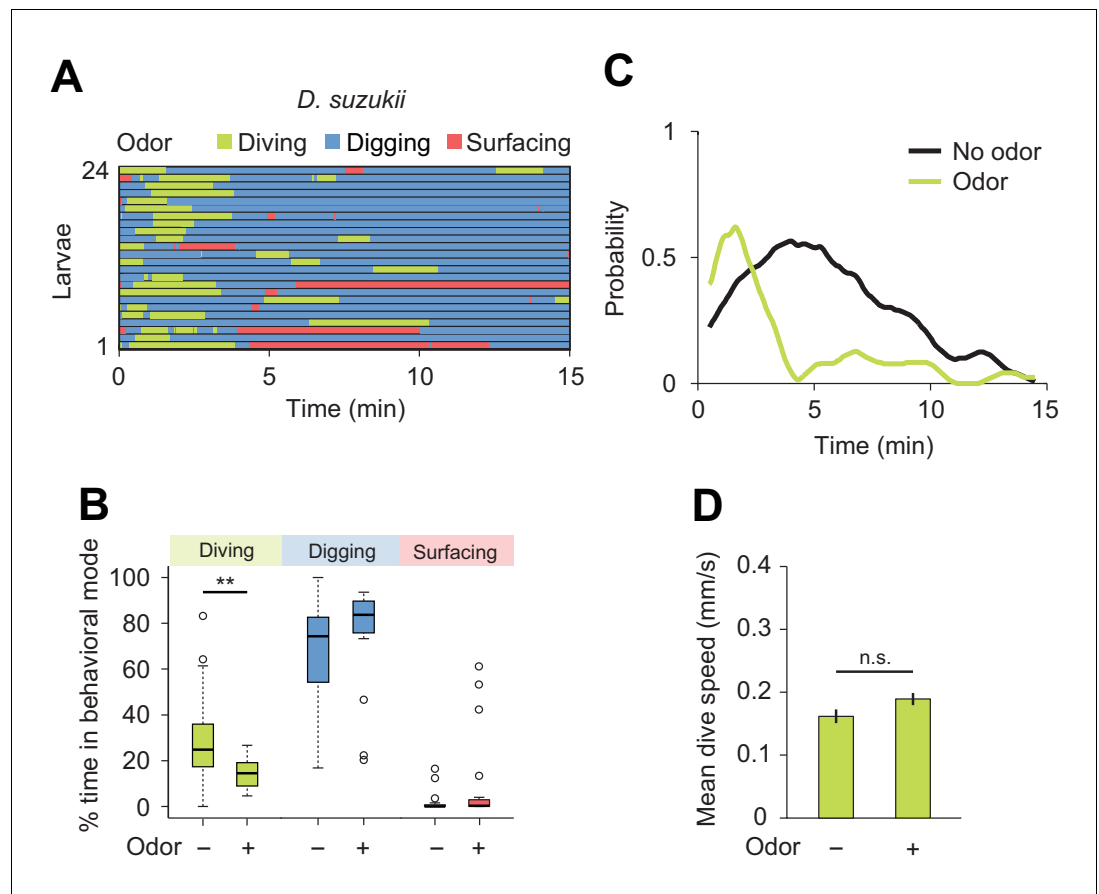 A
D. suzukii
Odor Diving Digging Surfacing
24
Larvae
1
0 5 10 15
Time (min)
C
1
No odor
Odor
Probability
0.5
0
0 5 10 15
Time (min)
B
Diving Digging Surfacing
% time in behavioral mode
100
**
80
60
40
20
0
Odor – + – + – +
D
Mean dive speed (mm/s)
0.4
0.3
n.s.
0.2
0.1
0
Odor – +